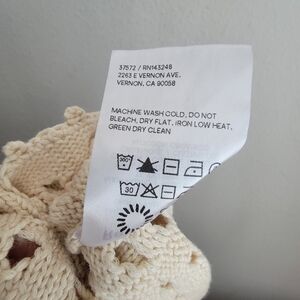 37572 / RN143248
2263 E VERNON AVE.
VERNON, CA 90058
MACHINE WASH COLD, DO NOT
BLEACH, DRY FLAT, IRON LOW HEAT,
GREEN DRY CLEAN
30